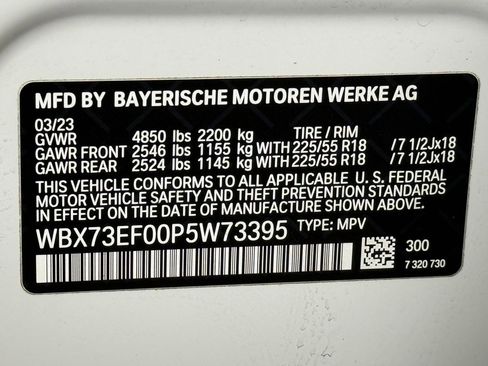 MFD BY BAYERISCHE MOTOREN WERKE AG
03/23
GVWR 4850 lbs 2200 kg TIRE / RIM
GAWR FRONT 2546 lbs 1155 kg WITH 225/55 R18 /7 1/2Jx18
GAWR REAR 2524 lbs 1145 kg WITH 225/55 R18 /7 1/2Jx18
THIS VEHICLE CONFORMS TO ALL APPLICABLE U. S. FEDERAL
MOTOR VEHICLE SAFETY AND THEFT PREVENTION STANDARDS
IN EFFECT ON THE DATE OF MANUFACTURE SHOWN ABOVE.
WBX73EF00P5W73395 TYPE: MPV
300
7 320 730